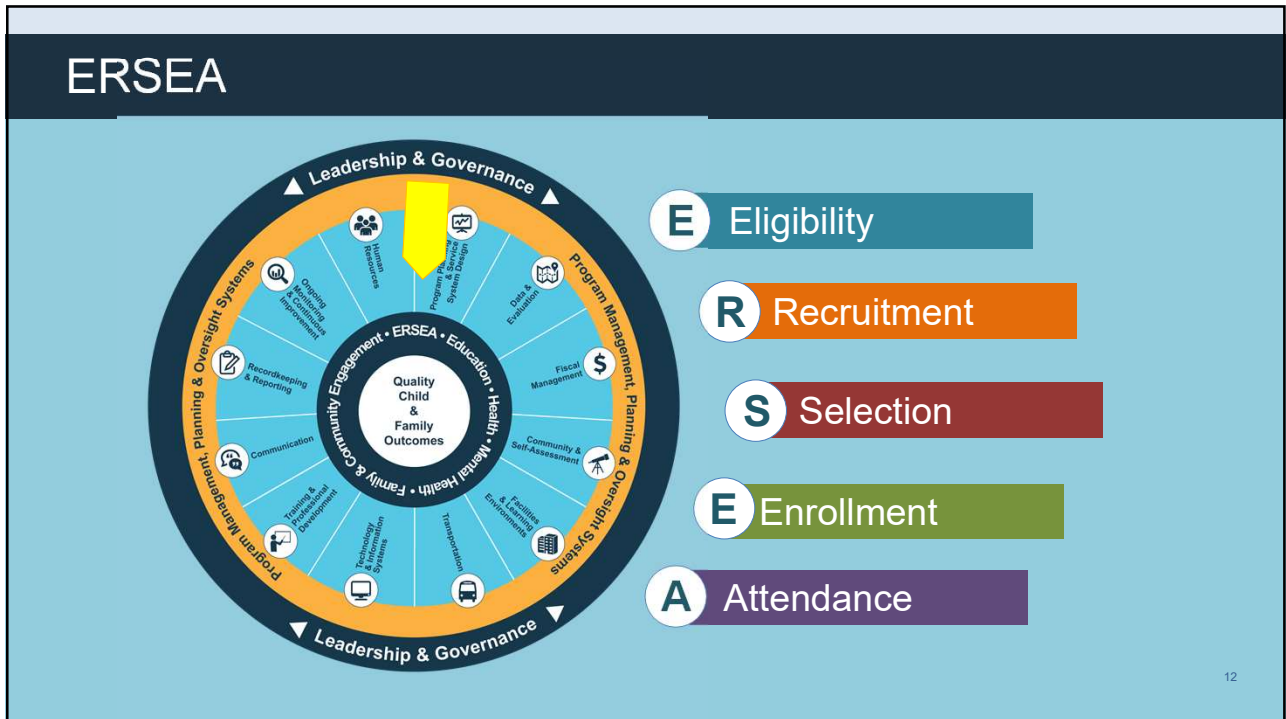 ERSEA
Leadership & Governance
Program Management, Planning & Oversight Systems
Program Management, Planning & Oversight Systems
Leadership & Governance
Human
Resources
Program
& Service
System Design
Data &
Evaluation
$
Fiscal
Management
Community &
Self-Assessment
Facilities
& Learning
Environments
Transportation
Technology
& Information
Systems
Training &
Professional
Development
Communication
Recordkeeping
& Reporting
Ongoing
Monitoring
& Continuous
Improvement
ERSEA • Education • Health • Mental Health • Family & Community Engagement •
Quality
Child
&
Family
Outcomes
E Eligibility
R Recruitment
S Selection
E Enrollment
A Attendance
12